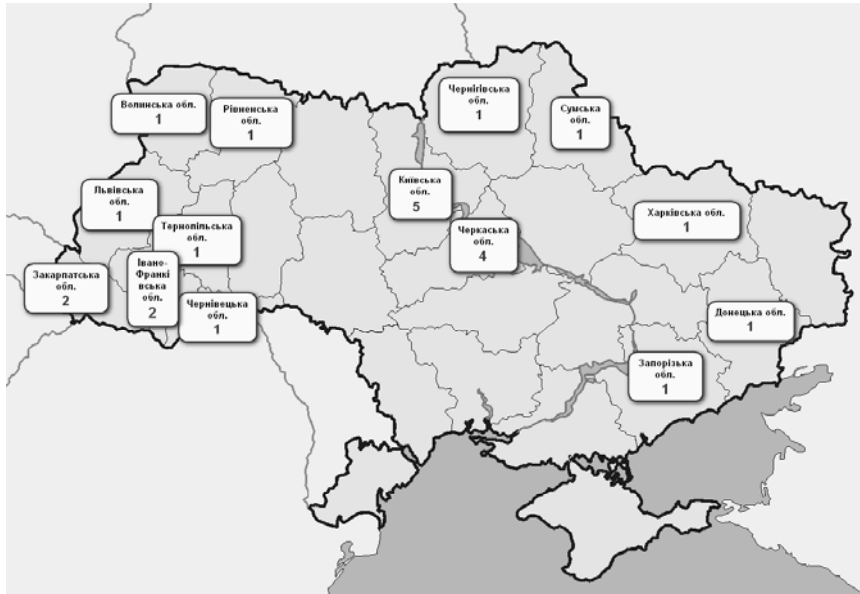 Волинська обл.
1
Рівненська
обл.
1
Чернігівська
обл.
1
Сумська
обл.
1
Львівська
обл.
1
Київська
обл.
5
Тернопільська
обл.
1
Черкаська
обл.
4
Харківська обл.
1
Закарпатська
обл.
2
Івано-
Франкі
вська
обл.
2
Чернівецька
обл.
1
Донецька обл.
1
Запорізька
обл.
1